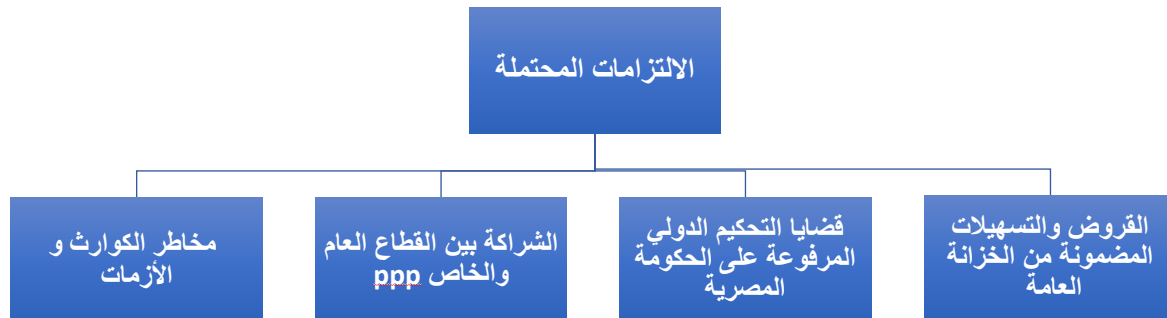 الالتزامات المحتملة
القروض والتسهيلات
المضمونة من الخزانة
العامة
قضايا التحكيم الدولي
المرفوعة على الحكومة
المصرية
الشراكة بين القطاع العام
والخاص ppp
مخاطر الكوارث و
الأزمات